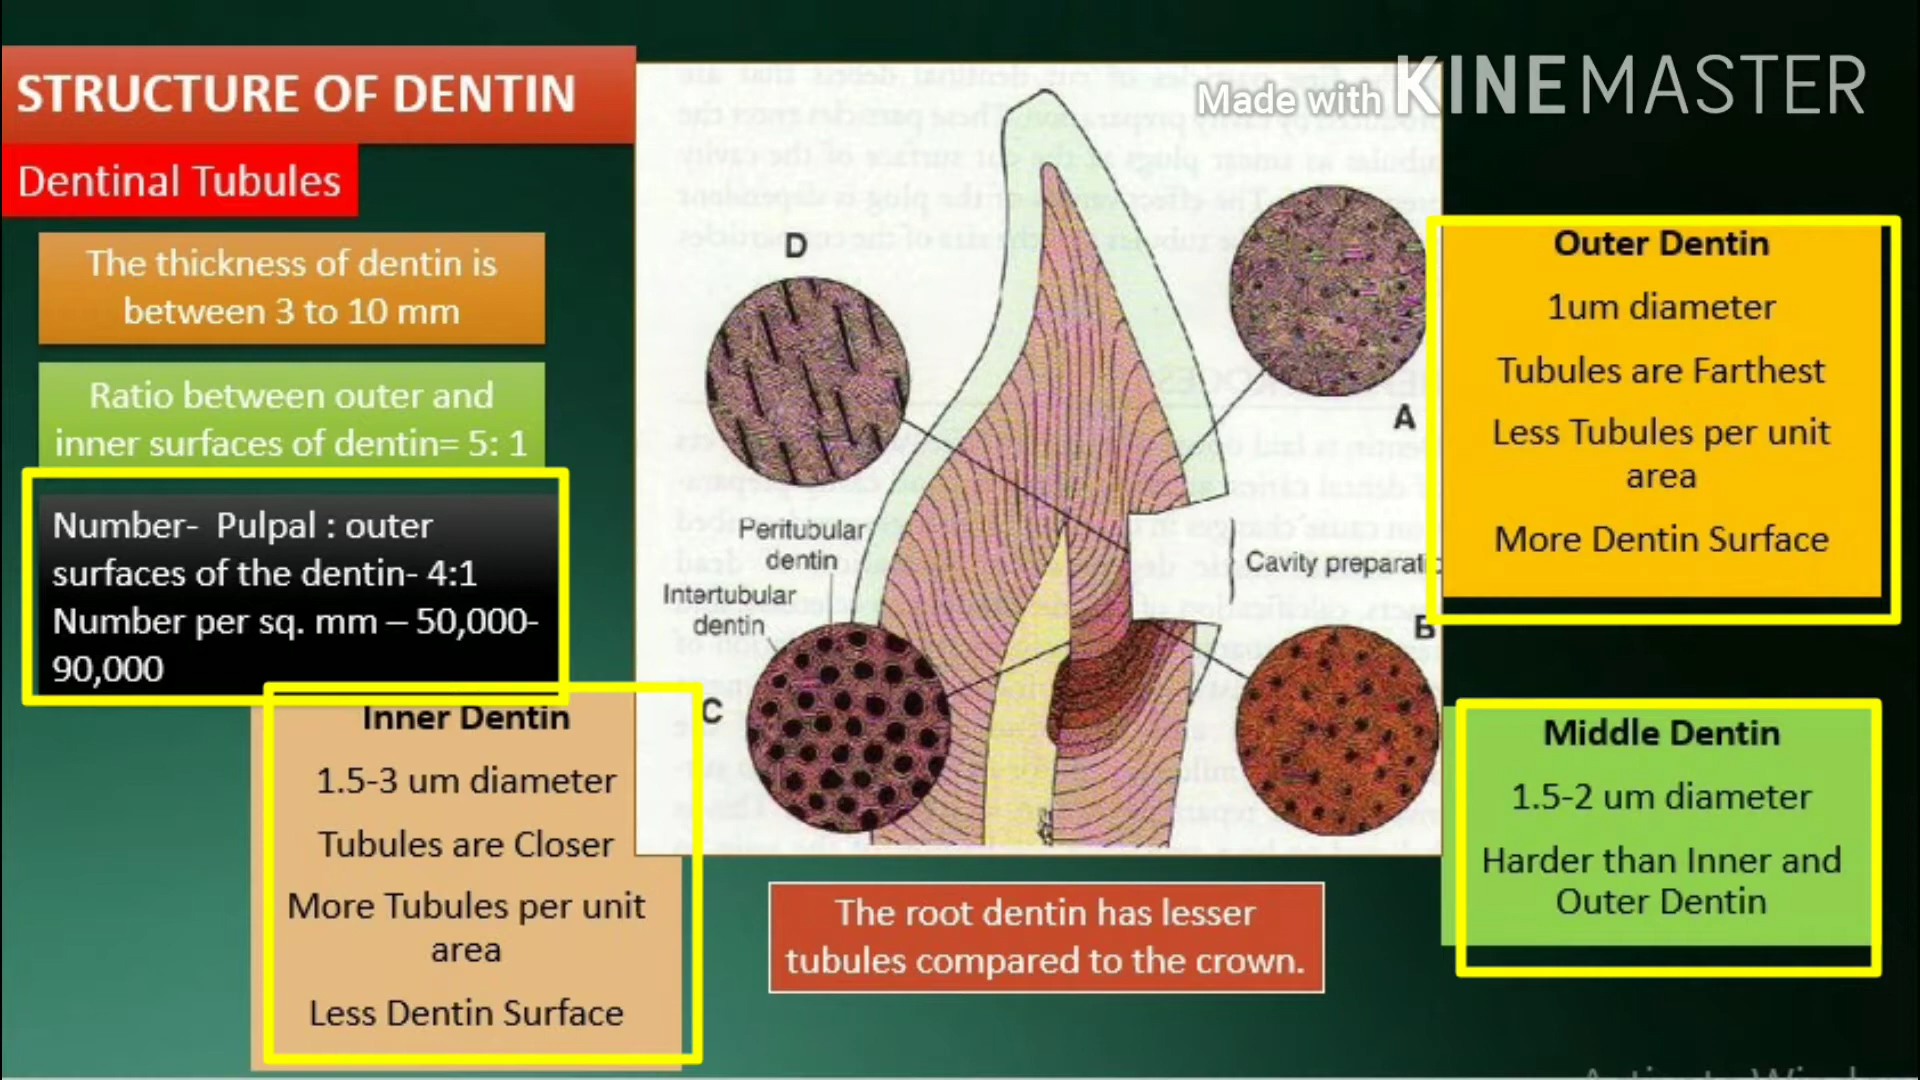 Made with KINEMASTER
STRUCTURE OF DENTIN
Dentinal Tubules
The thickness of dentin is
between 3 to 10 mm
Ratio between outer and
inner surfaces of dentin= 5: 1
Number- Pulpal : outer
surfaces of the dentin- 4:1
Number per sq. mm – 50,000-
90,000
Inner Dentin
1.5-3 um diameter
Tubules are Closer
More Tubules per unit
area
Less Dentin Surface
D
A
Peritubular
dentin
Intertubular
dentin
Cavity preparatio
B
C
The root dentin has lesser
tubules compared to the crown.
Outer Dentin
1um diameter
Tubules are Farthest
Less Tubules per unit
area
More Dentin Surface
Middle Dentin
1.5-2 um diameter
Harder than Inner and
Outer Dentin